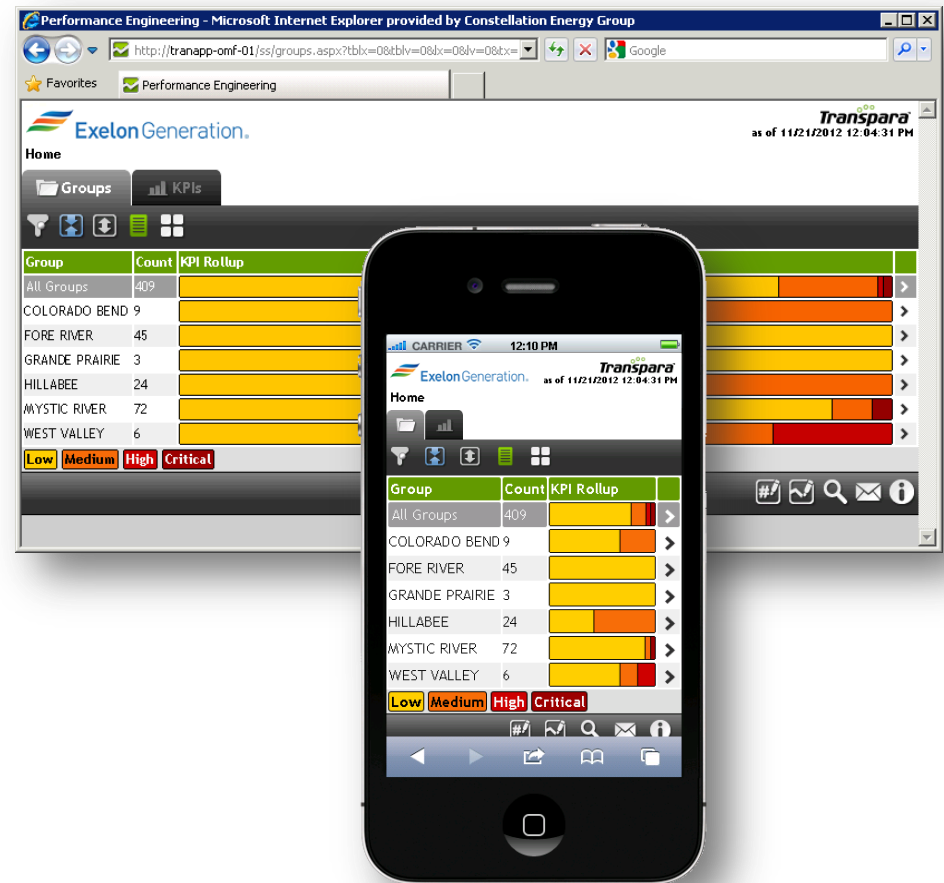 Performance Engineering - Microsoft Internet Explorer provided by Constellation Energy Group
http://tranapp-omf-01/ss/groups.aspx?tblx=0&tblv=0&lx=0&lv=0&tx=
Google
Favorites
Performance Engineering
Exelon Generation.
Transpara
as of 11/21/2012 12:04:31 PM
Home
Groups
KPIs
Group Count KPI Rollup
All Groups 409
COLORADO BEND 9
FORE RIVER 45
GRANDE PRAIRIE 3
HILLABEE 24
MYSTIC RIVER 72
WEST VALLEY 6
Low Medium High Critical
CARRIER 12:10 PM
Exelon Generation.
Transpara
as of 11/21/2012 12:04:31 PM
Home
Group Count KPI Rollup
All Groups 409
COLORADO BEND 9
FORE RIVER 45
GRANDE PRAIRIE 3
HILLABEE 24
MYSTIC RIVER 72
WEST VALLEY 6
Low Medium High Critical